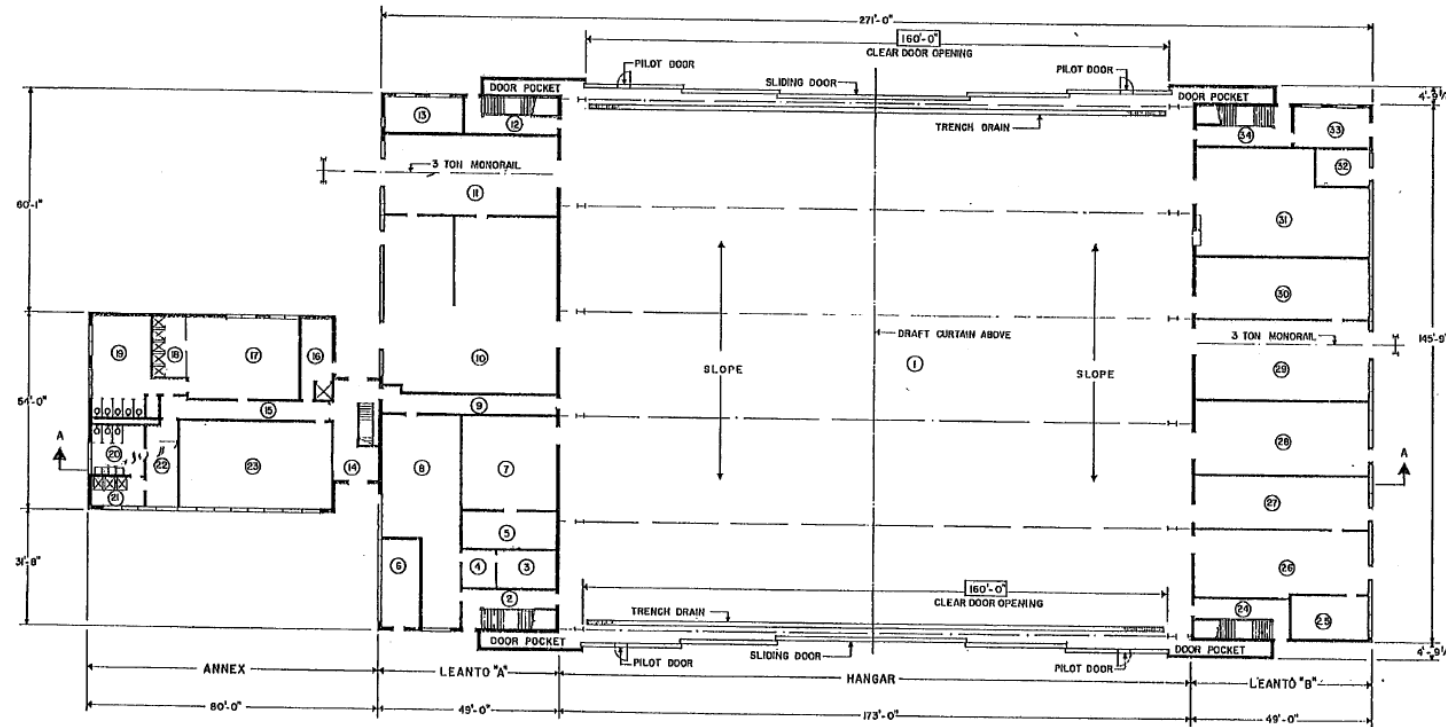 271'-0"
160'-0"
CLEAR DOOR OPENING
PILOT DOOR
PILOT DOOR
SLIDING DOOR
DOOR POCKET
DOOR POCKET
TRENCH DRAIN
13
12
34
33
32
3 TON MONORAIL
11
31
60'-1"
30
DRAFT CURTAIN ABOVE
1
3 TON MONORAIL
145'-9"
SLOPE
SLOPE
19
18
17
16
10
29
54'-0"
15
9
A
A
20
22
23
14
8
7
28
21
27
5
31'-8"
6
4
3
26
160'-0"
CLEAR DOOR OPENING
2
24
25
TRENCH DRAIN
DOOR POCKET
DOOR POCKET
PILOT DOOR
SLIDING DOOR
PILOT DOOR
ANNEX
LEANTO "A"
HANGAR
LEANTO "B"
80'-0"
49'-0"
173'-0"
49'-0"